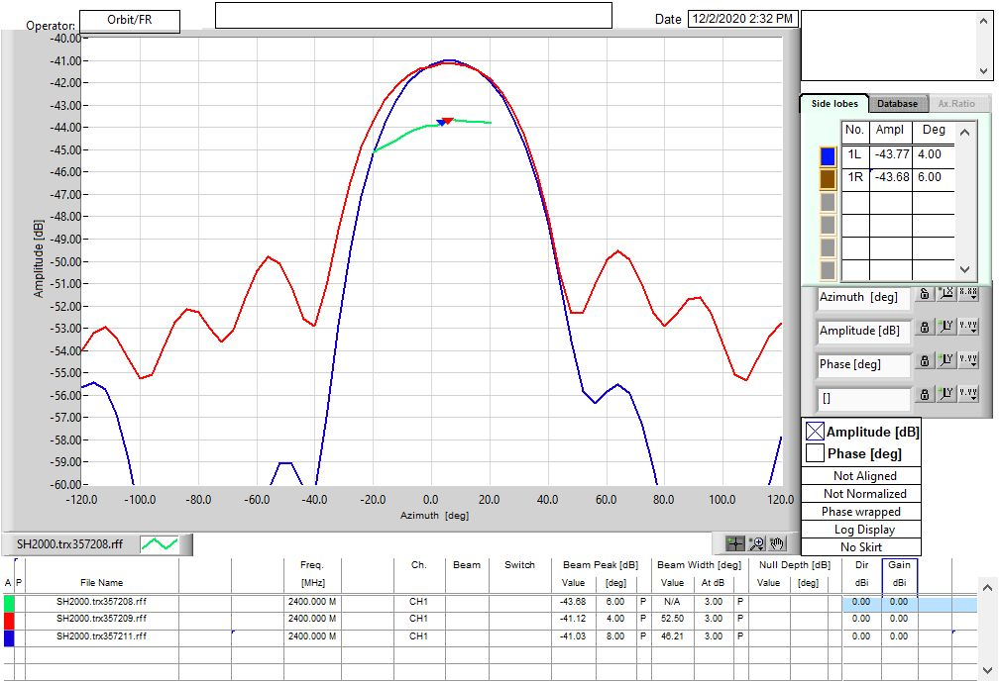 Operator: Orbit/FR Date 12/2/2020 2:32 PM
-40.00
-41.00
-42.00
-43.00
-44.00
-45.00
-46.00
-47.00
-48.00
-49.00
-50.00
-51.00
-52.00
-53.00
-54.00
-55.00
-56.00
-57.00
-58.00
-59.00
-60.00
Amplitude [dB]
-120.0 -100.0 -80.0 -60.0 -40.0 -20.0 0.0 20.0 40.0 60.0 80.0 100.0 120.0
Azimuth [deg]
Side lobes Database Ax.Ratio
No. Ampl Deg
1L -43.77 4.00
1R -43.68 6.00
Azimuth [deg]
Amplitude [dB]
Phase [deg]
[]
Amplitude [dB]
Phase [deg]
Not Aligned
Not Normalized
Phase wrapped
Log Display
No Skirt
SH2000.trx357208.rff
Freq. Ch. Beam Switch Beam Peak [dB] Beam Width [deg] Null Depth [dB] Dir Gain
A P File Name [MHz] Value [deg] Value At dB Value [deg] dBi dBi
SH2000.trx357208.rff 2400.000 M CH1 -43.68 6.00 P N/A 3.00 P 0.00 0.00
SH2000.trx357209.rff 2400.000 M CH1 -41.12 4.00 P 52.50 3.00 P 0.00 0.00
SH2000.trx357211.rff 2400.000 M CH1 -41.03 8.00 P 46.21 3.00 P 0.00 0.00